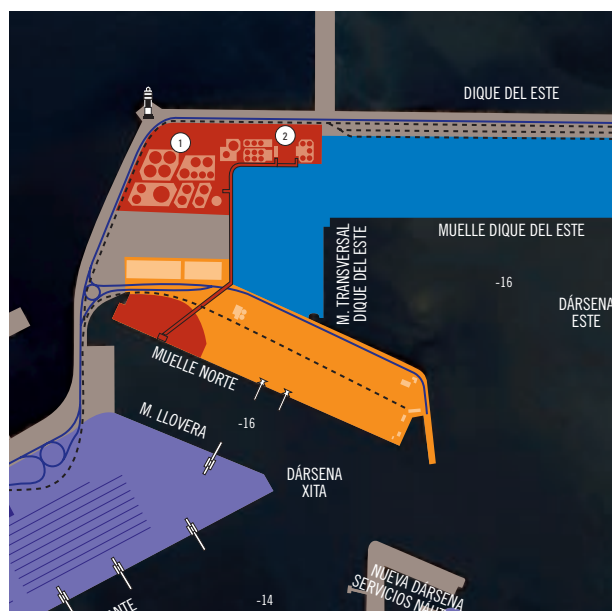 DIQUE DEL ESTE
1
2
MUELLE DIQUE DEL ESTE
M. TRANSVERSAL
DIQUE DEL ESTE
-16
DÁRSENA
ESTE
MUELLE NORTE
M. LLOVERA
-16
DÁRSENA
XITA
NUEVA DÁRSENA
-14